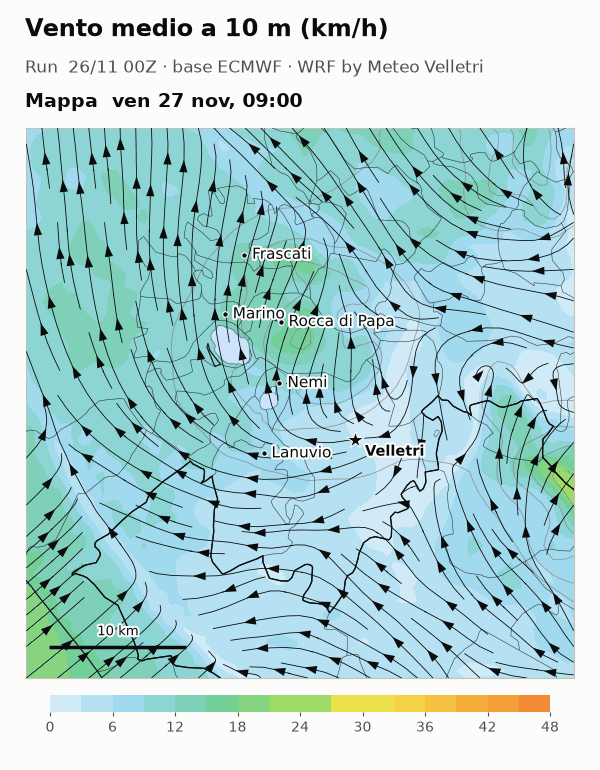 Vento medio a 10 m (km/h)
Run  26/11 00Z · base ECMWF · WRF by Meteo Velletri
Mappa  ven 27 nov, 09:00
Frascati
Marino
Rocca di Papa
Nemi
Velletri
Lanuvio
10 km
0 6 12 18 24 30 36 42 48